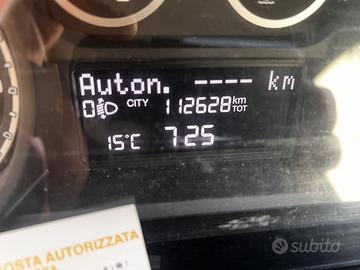 Auton. ---- km
CITY 112628 km TOT
15°C 7:25
OSTA AUTORIZZATA
subito